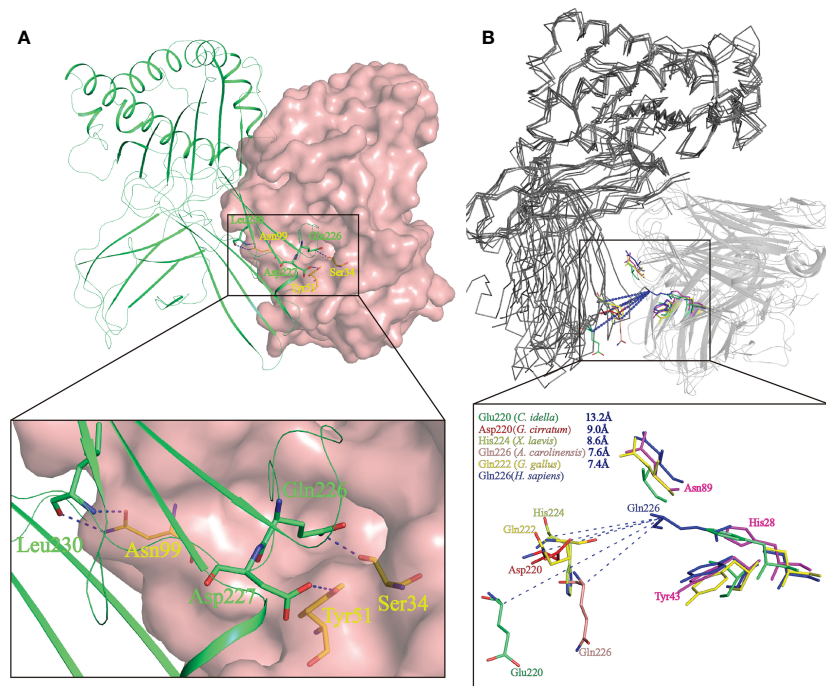 A
B
Leu230
Asn99
Gln226
Asp227
Ser34
Tyr51
Gln226
Leu230
Asn99
Asp227
Ser34
Tyr51
Glu220 (C. idella) 13.2Å
Asp220(G. cirratum) 9.0Å
His224 (X. laevis) 8.6Å
Gln226 (A. carolinensis) 7.6Å
Gln222 (G. gallus) 7.4Å
Gln226(H. sapiens)
Asn89
His224
Gln226
His28
Gln222
Asp220
Tyr43
Gln226
Glu220